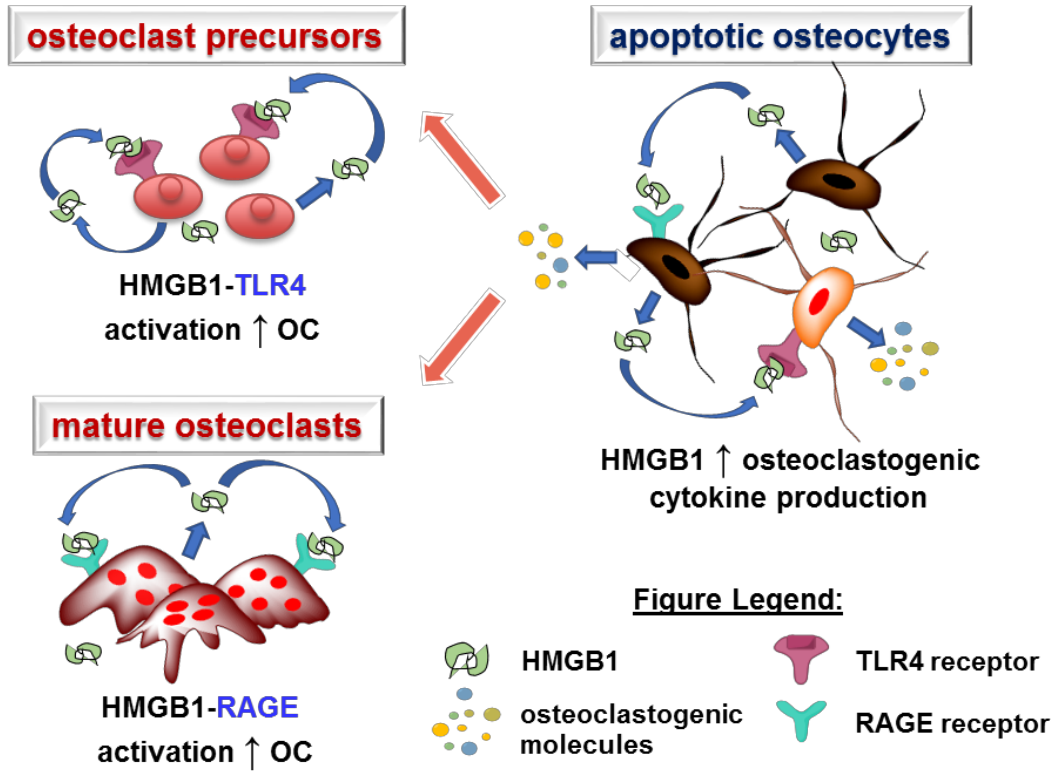 osteoclast precursors
HMGB1-TLR4
activation ↑ OC
apoptotic osteocytes
HMGB1 ↑ osteoclastogenic
cytokine production
mature osteoclasts
HMGB1-RAGE
activation ↑ OC
Figure Legend:
HMGB1
TLR4 receptor
osteoclastogenic
molecules
RAGE receptor